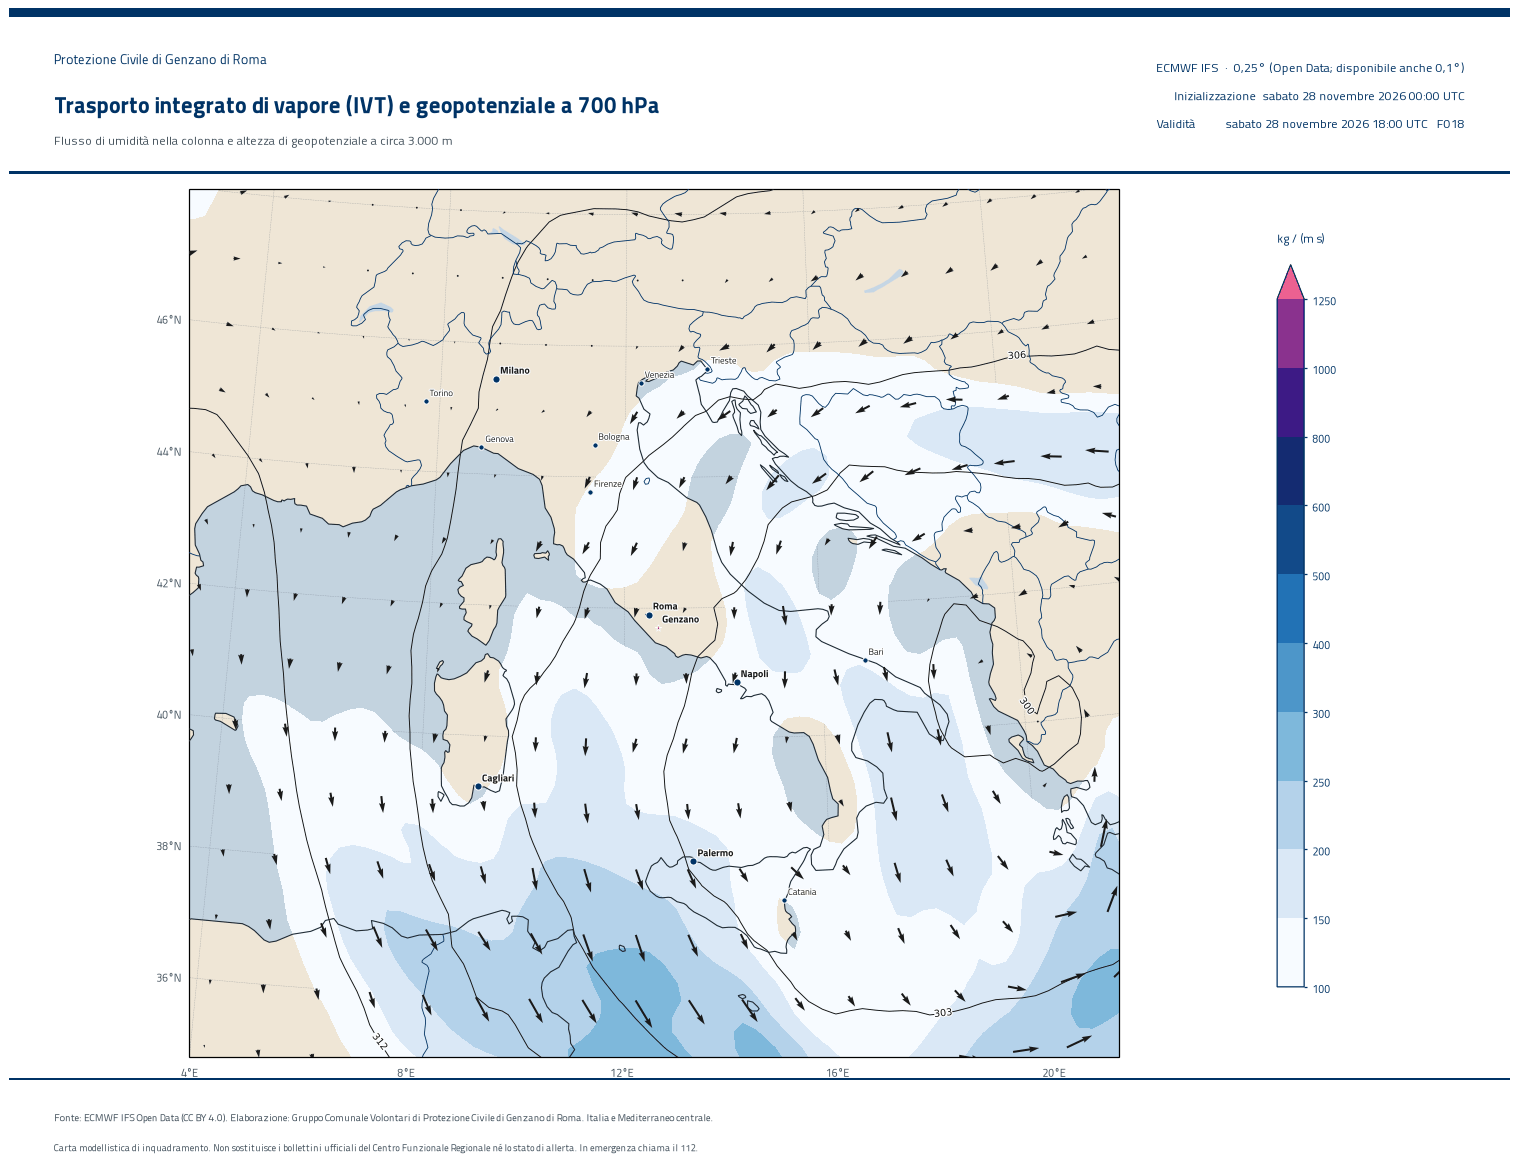 Protezione Civile di Genzano di Roma
Trasporto integrato di vapore (IVT) e geopotenziale a 700 hPa
Flusso di umidità nella colonna e altezza di geopotenziale a circa 3.000 m
ECMWF IFS · 0,25° (Open Data; disponibile anche 0,1°)
Inizializzazione sabato 28 novembre 2026 00:00 UTC
Validità sabato 28 novembre 2026 18:00 UTC F018
kg / (m s)
1250
1000
800
600
500
400
300
250
200
150
100
46°N
44°N
42°N
40°N
38°N
36°N
4°E
8°E
12°E
16°E
20°E
306
Trieste
Venezia
Milano
Torino
Genova
Bologna
Firenze
Roma
Genzano
Bari
Napoli
300
Cagliari
Palermo
Catania
303
312
Fonte: ECMWF IFS Open Data (CC BY 4.0). Elaborazione: Gruppo Comunale Volontari di Protezione Civile di Genzano di Roma. Italia e Mediterraneo centrale.
Carta modellistica di inquadramento. Non sostituisce i bollettini ufficiali del Centro Funzionale Regionale né lo stato di allerta. In emergenza chiama il 112.